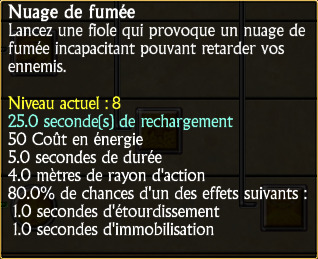 Nuage de fumée
Lancez une fiole qui provoque un nuage de
fumée incapacitant pouvant retarder vos
ennemis.
Niveau actuel : 8
25.0 seconde(s) de rechargement
50 Coût en énergie
5.0 secondes de durée
4.0 mètres de rayon d'action
80.0% de chances d'un des effets suivants :
1.0 secondes d'étourdissement
1.0 secondes d'immobilisation